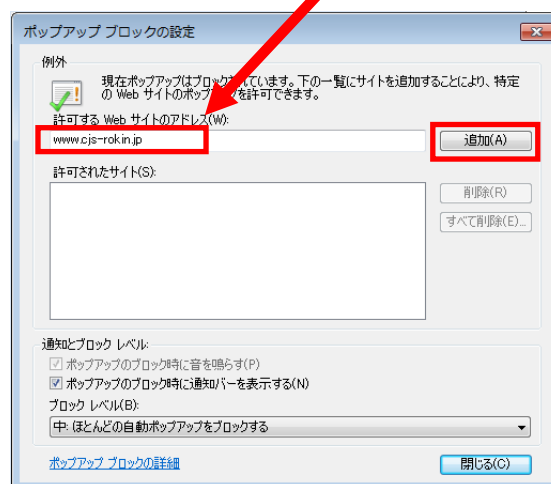 ポップアップ ブロックの設定
例外
現在ポップアップはブロックされています。下の一覧にサイトを追加することにより、特定
の Web サイトのポップアップを許可できます。
許可する Web サイトのアドレス(W):
www.cjs-rokin.jp
追加(A)
許可されたサイト(S):
削除(R)
すべて削除(E)...
通知とブロック レベル:
ポップアップのブロック時に音を鳴らす(P)
ポップアップのブロック時に通知バーを表示する(N)
ブロック レベル(B):
中: ほとんどの自動ポップアップをブロックする
ポップアップ ブロックの詳細
閉じる(C)